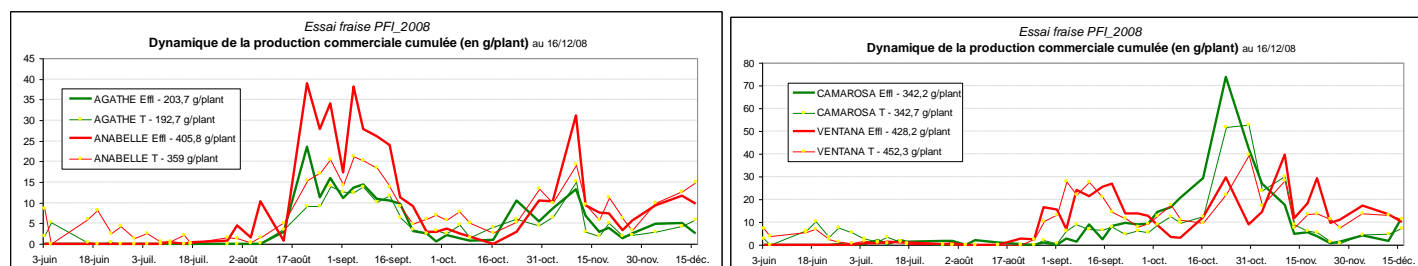 Essai fraise PFI_2008
Dynamique de la production commerciale cumulée (en g/plant) au 16/12/08
45
40
35
30
25
20
15
10
5
0
AGATHE Effl - 203,7 g/plant
AGATHE T - 192,7 g/plant
ANABELLE Effl - 405,8 g/plant
ANABELLE T - 359 g/plant
3-juin 18-juin 3-juil. 18-juil. 2-août 17-août 1-sept. 16-sept. 1-oct. 16-oct. 31-oct. 15-nov. 30-nov. 15-déc.
Essai fraise PFI_2008
Dynamique de la production commerciale cumulée (en g/plant) au 16/12/08
80
70
60
50
40
30
20
10
0
CAMAROSA Effl - 342,2 g/plant
CAMAROSA T - 342,7 g/plant
VENTANA Effl - 428,2 g/plant
VENTANA T - 452,3 g/plant
3-juin 18-juin 3-juil. 18-juil. 2-août 17-août 1-sept. 16-sept. 1-oct. 16-oct. 31-oct. 15-nov. 30-nov. 15-déc.